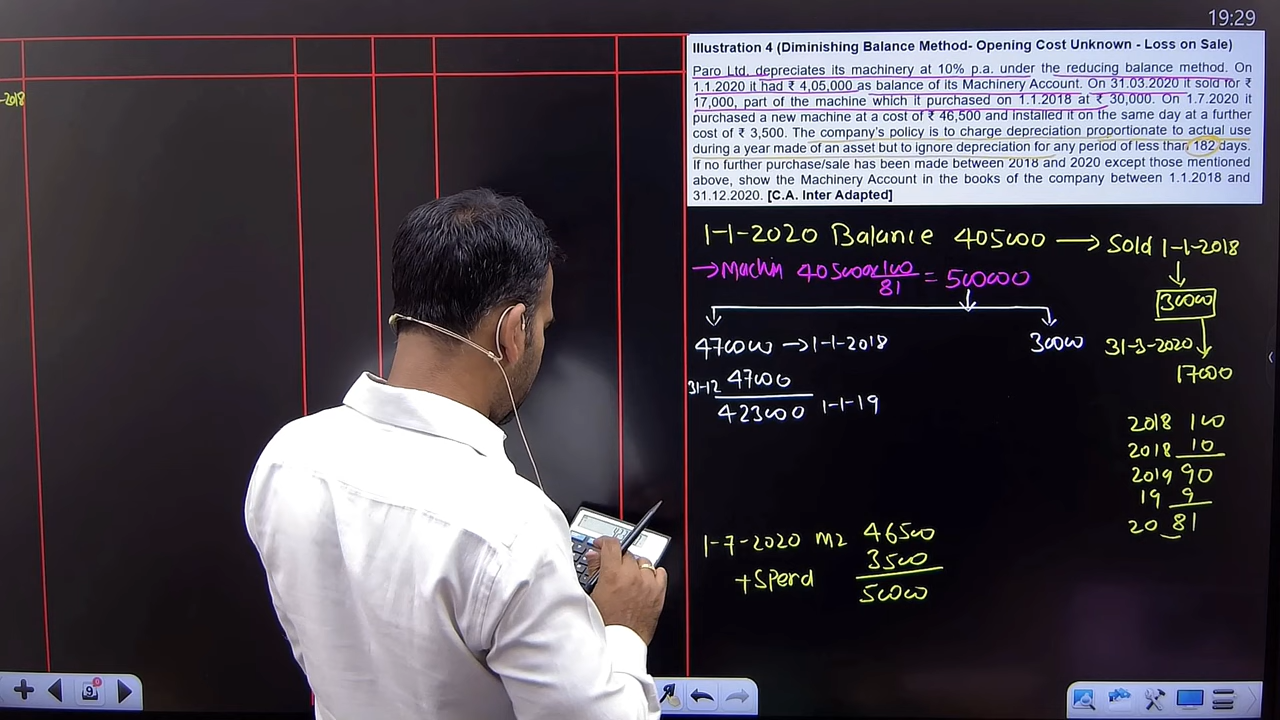 19:29
Illustration 4 (Diminishing Balance Method- Opening Cost Unknown - Loss on Sale)
Paro Ltd. depreciates its machinery at 10% p.a. under the reducing balance method. On
1.1.2020 it had ₹ 4,05,000 as balance of its Machinery Account. On 31.03.2020 it sold for ₹
17,000, part of the machine which it purchased on 1.1.2018 at ₹ 30,000. On 1.7.2020 it
purchased a new machine at a cost of ₹ 46,500 and installed it on the same day at a further
cost of ₹ 3,500. The company's policy is to charge depreciation proportionate to actual use
during a year made of an asset but to ignore depreciation for any period of less than 182 days.
If no further purchase/sale has been made between 2018 and 2020 except those mentioned
above, show the Machinery Account in the books of the company between 1.1.2018 and
31.12.2020. [C.A. Inter Adapted]
-2018
1-1-2020 Balance 405000 → Sold 1-1-2018
→ Machin 405000x100/81 = 500000
30000
470000 → 1-1-2018
30000
31-3-2020
17000
31-12 47000
423000 1-1-19
2018 100
2018 10
2019 90
19 9
20 81
1-7-2020 M2 46500
+Spend 3500
50000
9